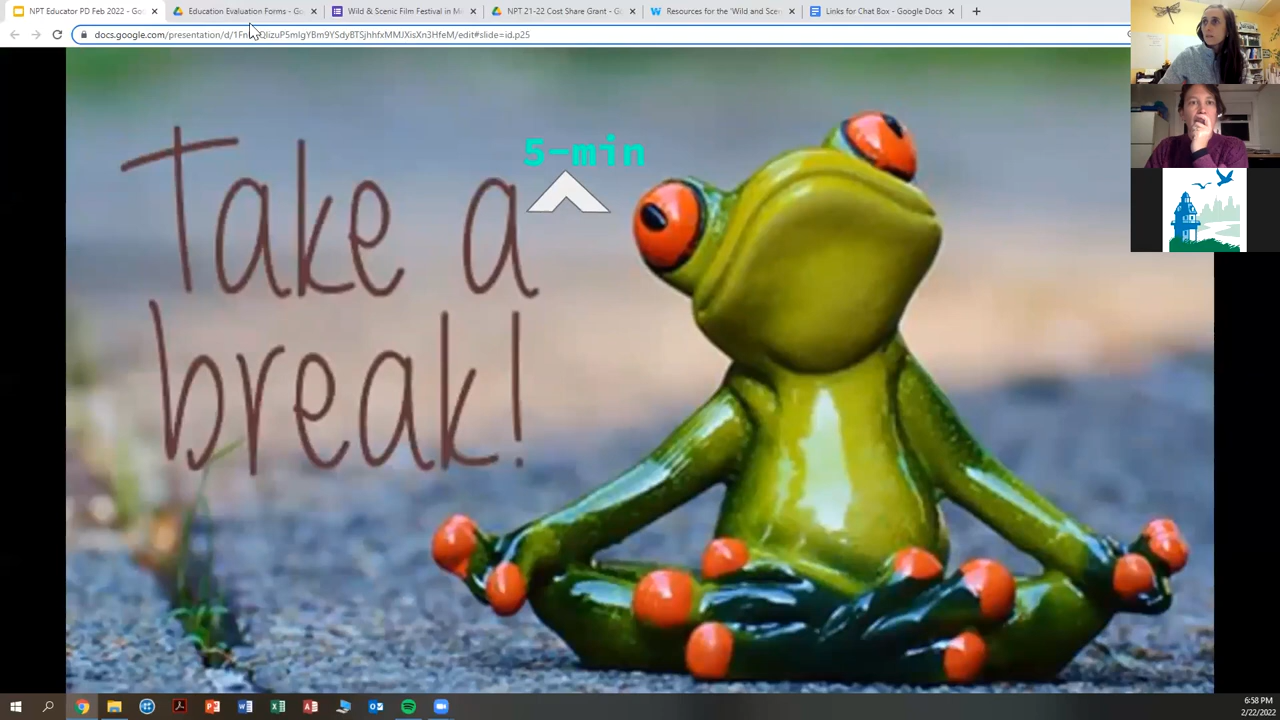 NPT Educator PD Feb 2022 - Go
Education Evaluation Forms - Go
Wild & Scenic Film Festival in M
NPT 21-22 Cost Share Grant - G
Resources for the 'Wild and Sce
Links for Chat Box - Google Docs
Take a
5-min
break!
6:58 PM
2/22/2022